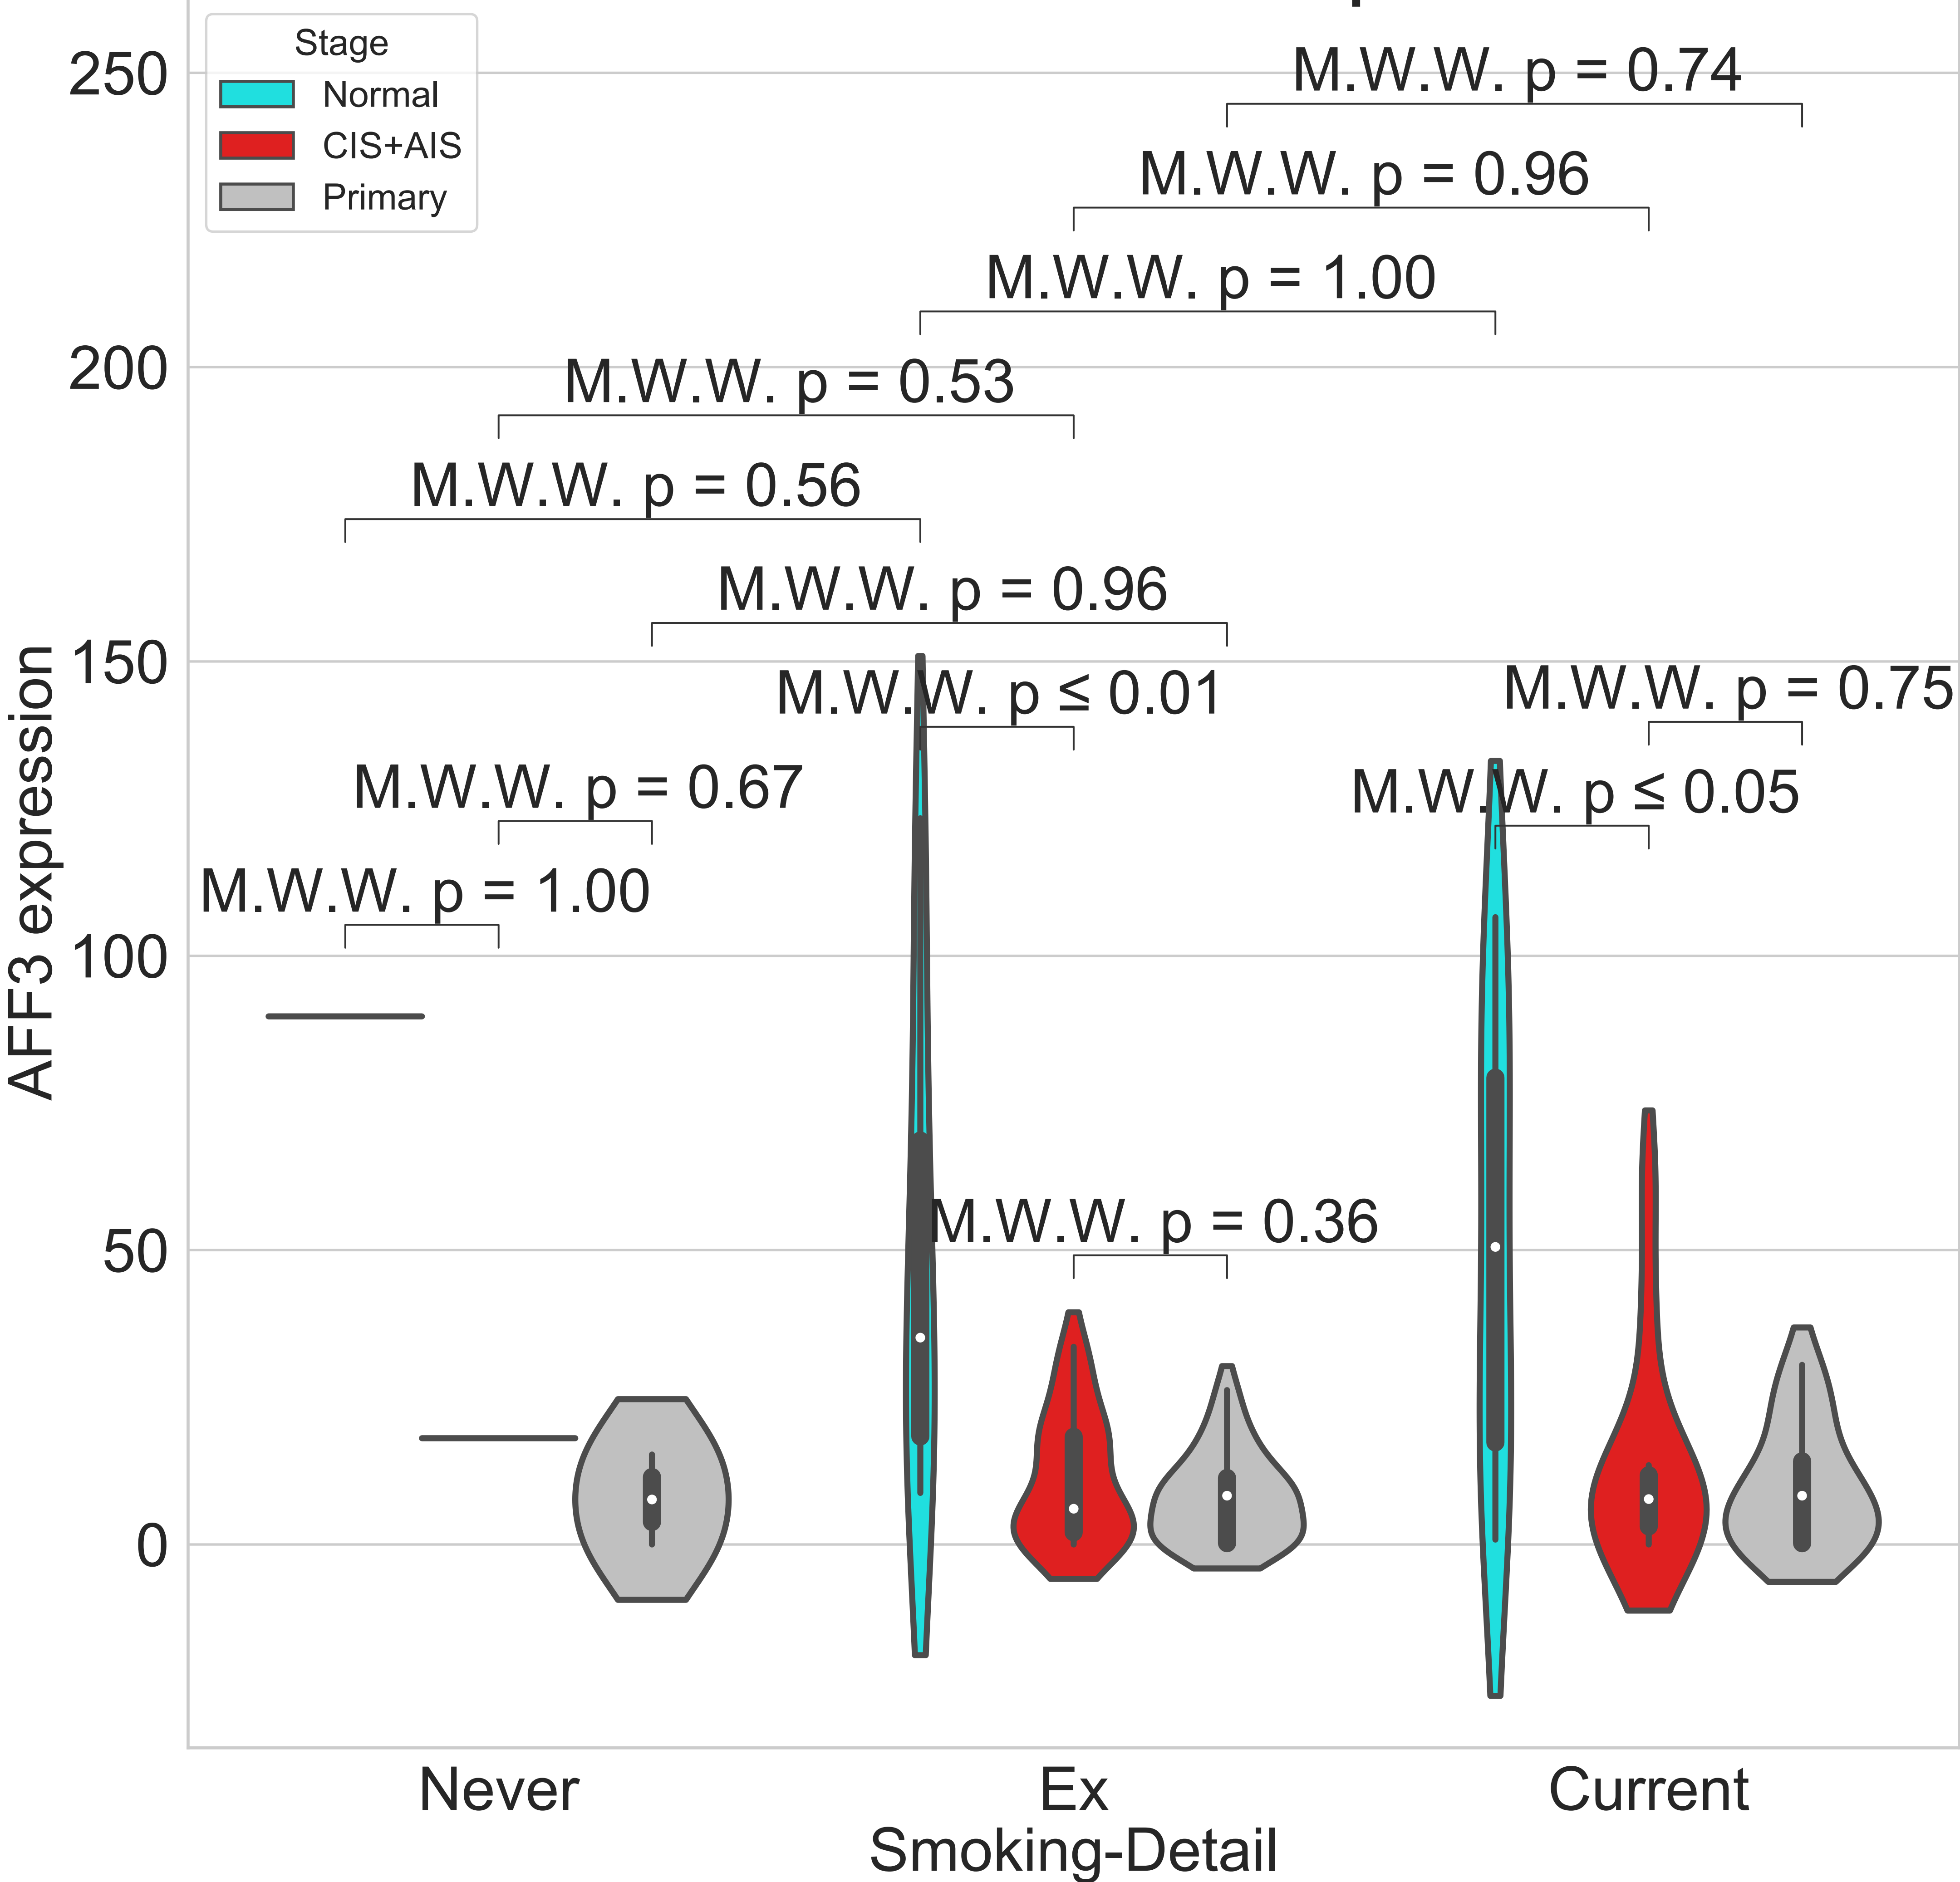 Stage
Normal
CIS+AIS
Primary
250
200
150
100
50
0
AFF3 expression
M.W.W. p = 0.74
M.W.W. p = 0.96
M.W.W. p = 1.00
M.W.W. p = 0.53
M.W.W. p = 0.56
M.W.W. p = 0.96
M.W.W. p ≤ 0.01
M.W.W. p = 0.75
M.W.W. p = 0.67
M.W.W. p ≤ 0.05
M.W.W. p = 1.00
M.W.W. p = 0.36
Never
Ex
Current
Smoking-Detail